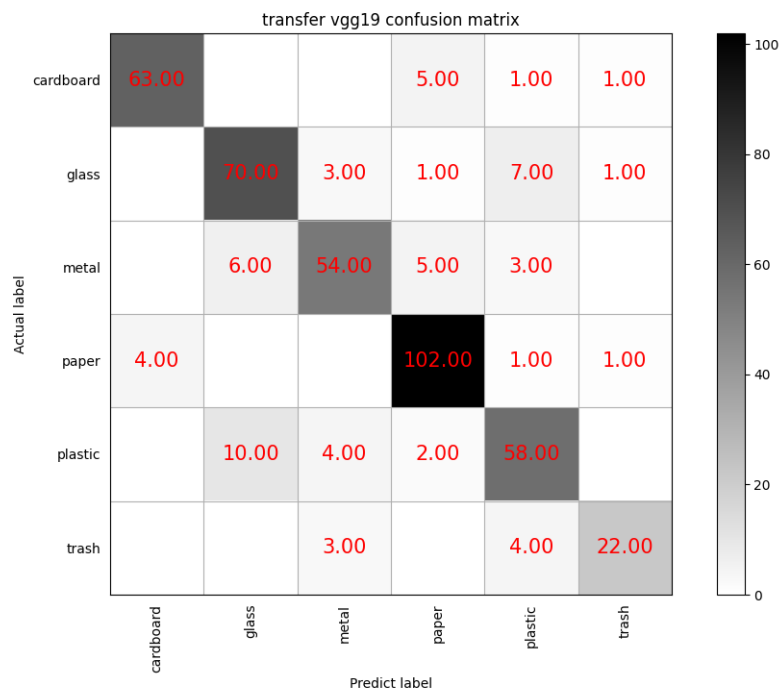 transfer vgg19 confusion matrix
cardboard 63.00 5.00 1.00 1.00
glass 70.00 3.00 1.00 7.00 1.00
metal 6.00 54.00 5.00 3.00
paper 4.00 102.00 1.00 1.00
plastic 10.00 4.00 2.00 58.00
trash 3.00 4.00 22.00
Actual label
cardboard glass metal paper plastic trash
Predict label
100
80
60
40
20
0